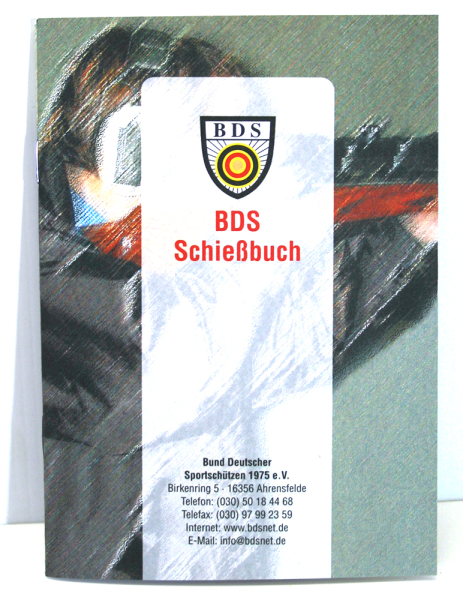 BDS
BDS
Schießbuch
Bund Deutscher
Sportschützen 1975 e.V.
Birkenring 5 · 16356 Ahrensfelde
Telefon: (030) 50 18 44 68
Telefax: (030) 97 99 23 59
Internet: www.bdsnet.de
E-Mail: info@bdsnet.de